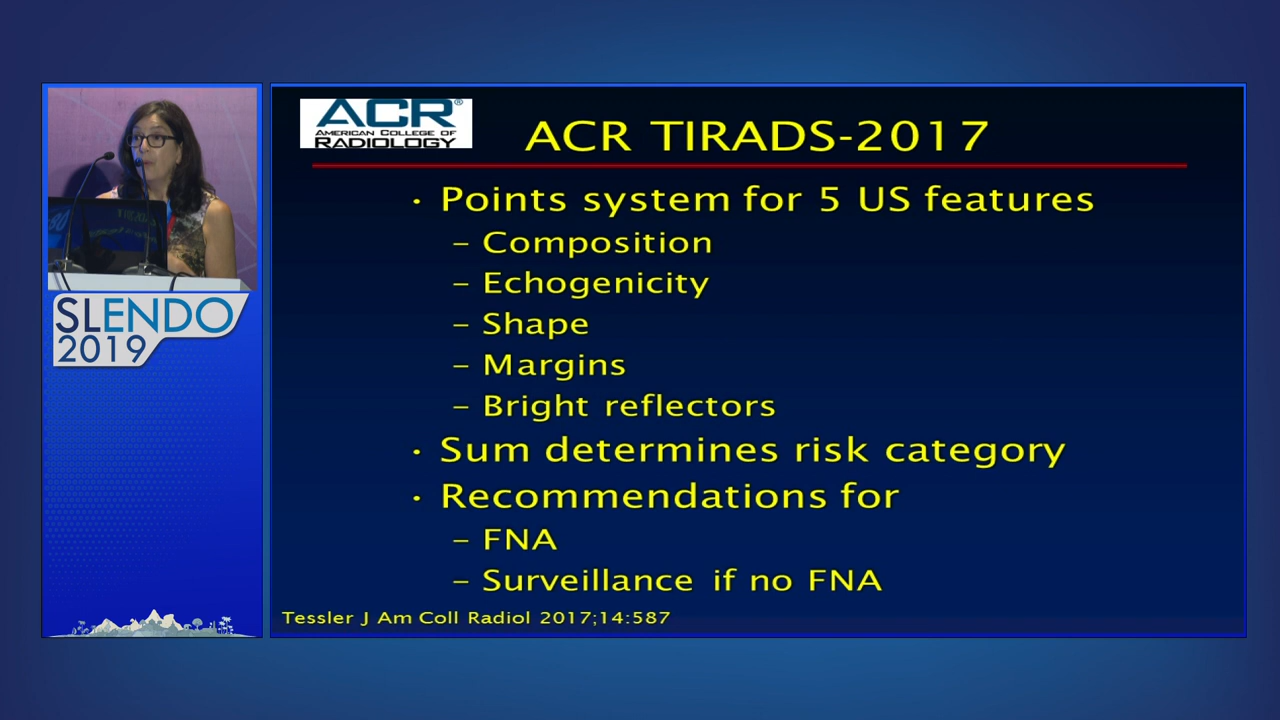 SLENDO
2019
ACR®
AMERICAN COLLEGE OF
RADIOLOGY
ACR TIRADS-2017
• Points system for 5 US features
– Composition
– Echogenicity
– Shape
– Margins
– Bright reflectors
• Sum determines risk category
• Recommendations for
– FNA
– Surveillance if no FNA
Tessler J Am Coll Radiol 2017;14:587